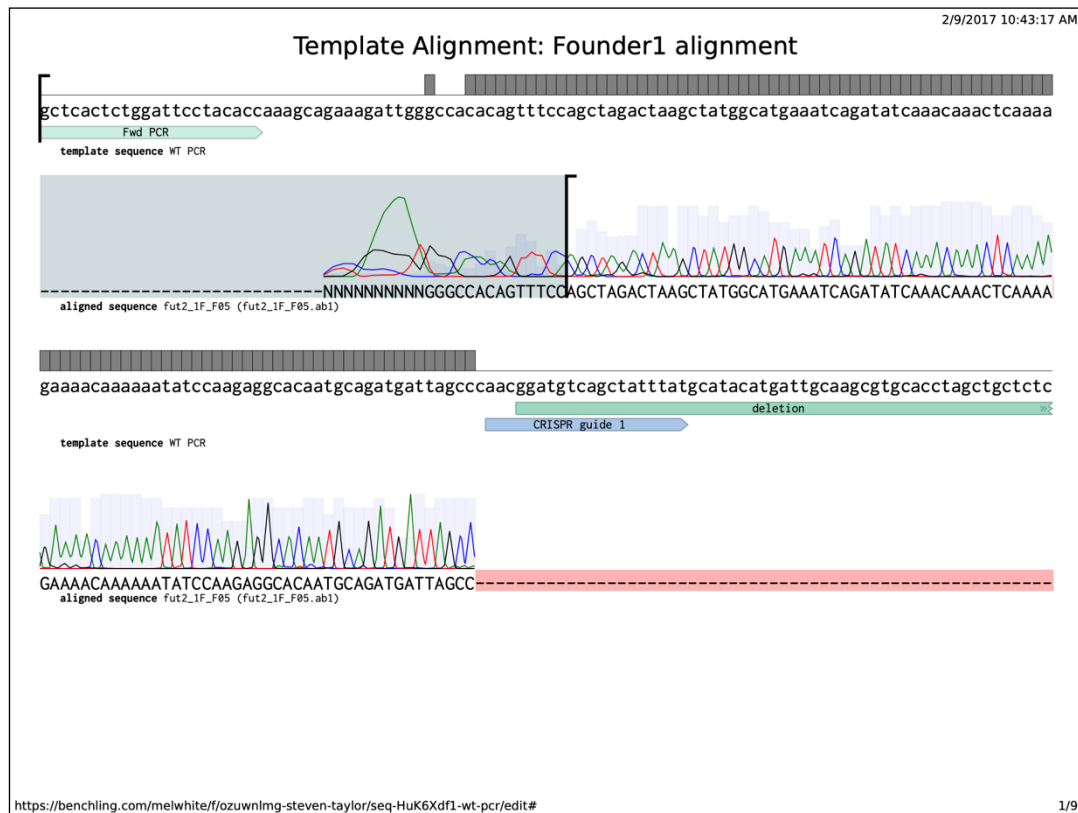 2/9/2017 10:43:17 AM
Template Alignment: Founder1 alignment
gctcactctggattcctacaccaaagcagaaagattgggccacacagtttccagctagactaagctatggcatgaaatcagatatcaaacaaactcaaaa
Fwd PCR
template sequence WT PCR
----------------------------NNNNNNNNNNGGGCCACAGTTTCCAGCTAGACTAAGCTATGGCATGAAATCAGATATCAAACAAACTCAAAA
aligned sequence fut2_1F_F05 (fut2_1F_F05.ab1)
gaaaacaaaaaatatccaagaggcacaatgcagatgattagcccaacggatgtcagctatttatgcatacatgattgcaagcgtgcacctagctgctctc
deletion
CRISPR guide 1
template sequence WT PCR
GAAAACAAAAAATATCCAAGAGGCACAATGCAGATGATTAGCC---------------------------------------------------------
aligned sequence fut2_1F_F05 (fut2_1F_F05.ab1)
https://benchling.com/melwhite/f/ozuwnlmg-steven-taylor/seq-HuK6Xdf1-wt-pcr/edit#
1/9